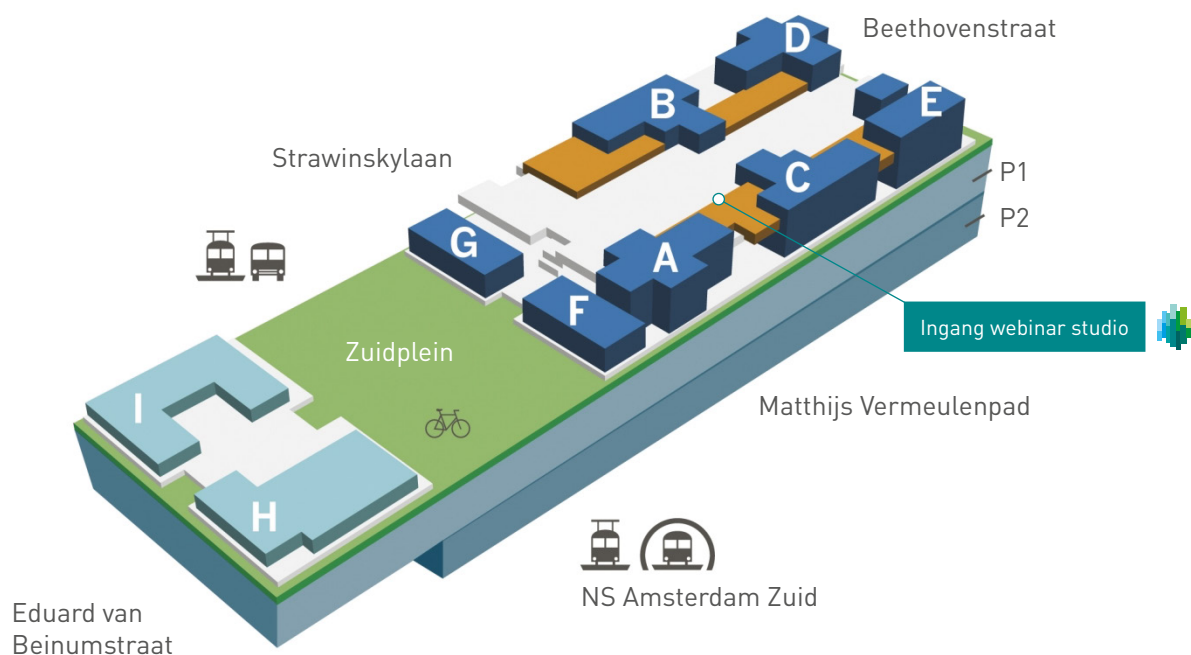 Beethovenstraat
D
B
E
Strawinskylaan
C
P1
P2
G
A
F
Ingang webinar studio
Zuidplein
Matthijs Vermeulenpad
I
H
NS Amsterdam Zuid
Eduard van
Beinumstraat